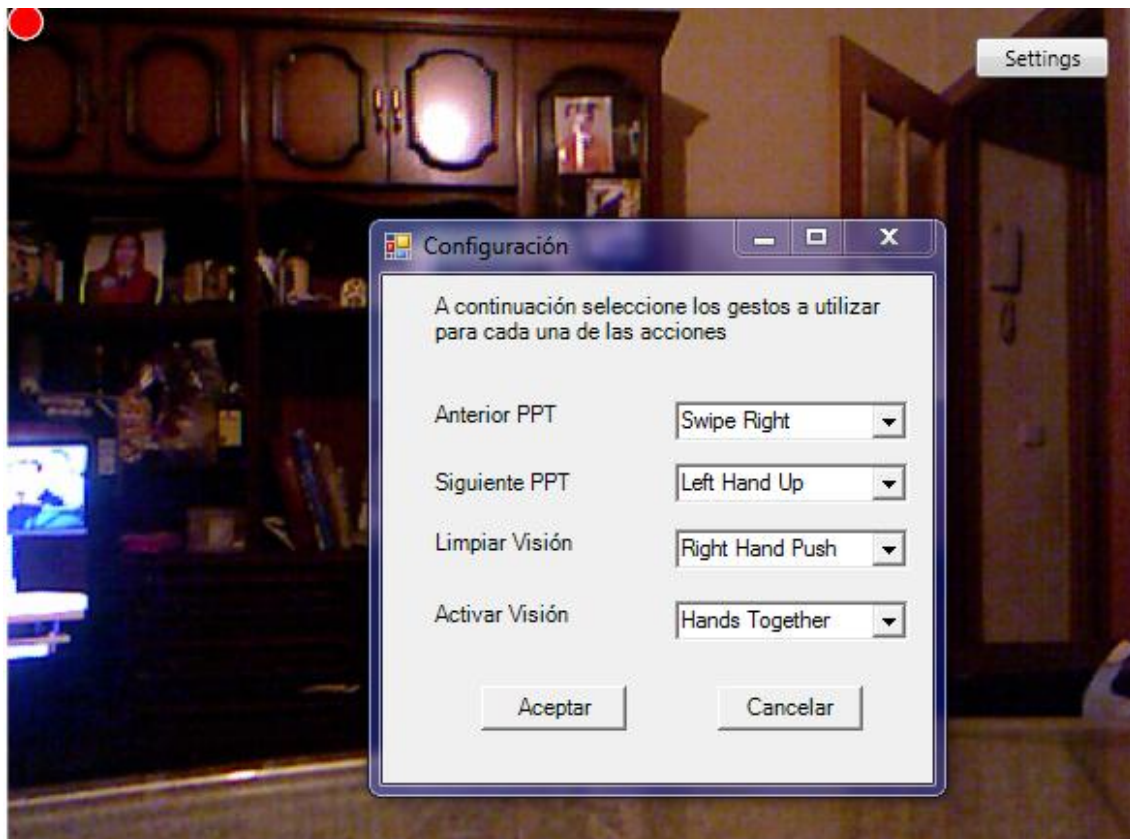 Settings
Configuración
A continuación seleccione los gestos a utilizar
para cada una de las acciones
Anterior PPT
Swipe Right
Siguiente PPT
Left Hand Up
Limpiar Visión
Right Hand Push
Activar Visión
Hands Together
Aceptar
Cancelar